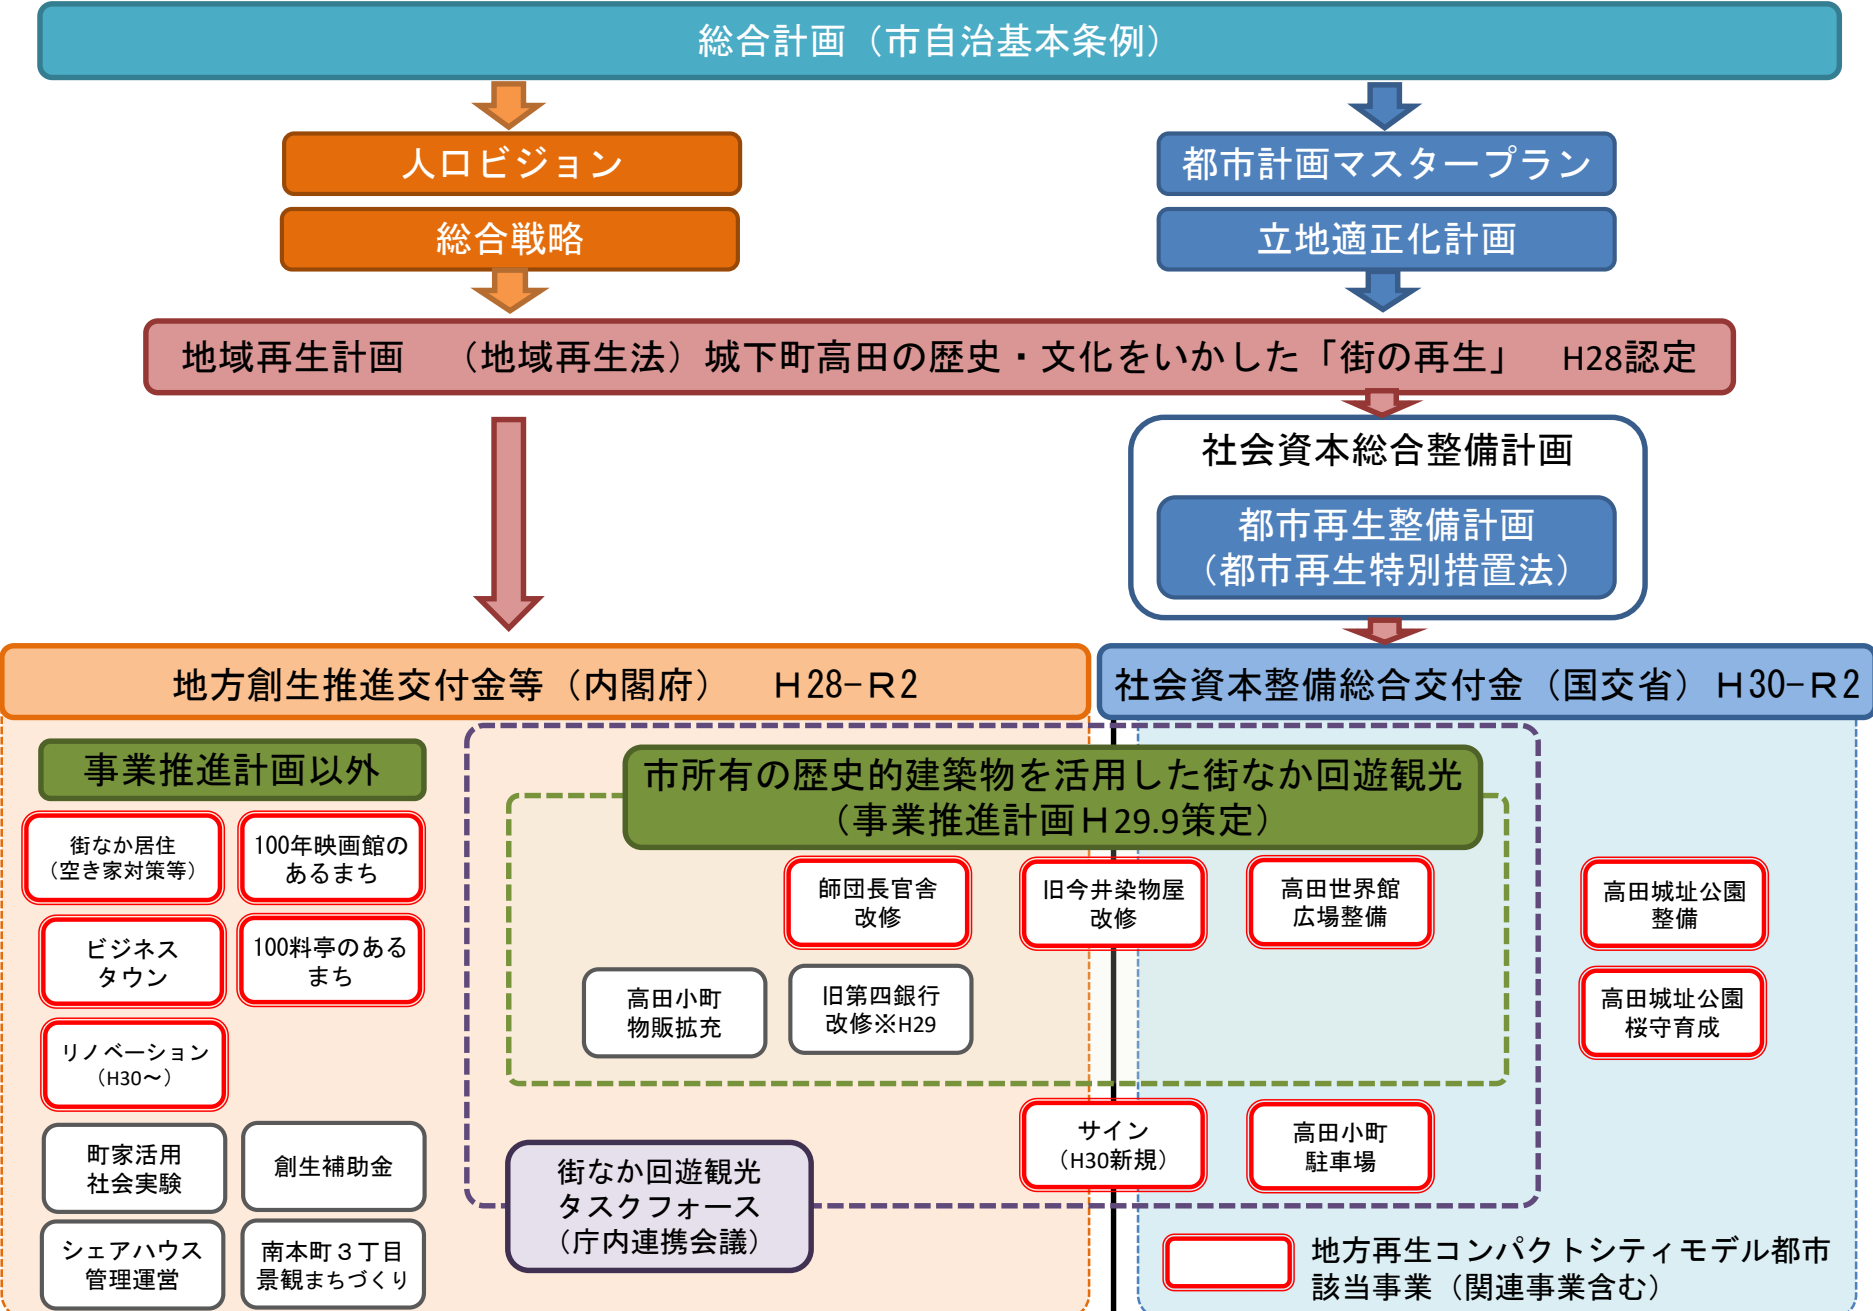 総合計画（市自治基本条例）
人口ビジョン
都市計画マスタープラン
総合戦略
立地適正化計画
地域再生計画　（地域再生法）城下町高田の歴史・文化をいかした「街の再生」　H28認定
社会資本総合整備計画
都市再生整備計画
（都市再生特別措置法）
地方創生推進交付金等（内閣府）　H28−R2
社会資本整備総合交付金（国交省）H30−R2
事業推進計画以外
市所有の歴史的建築物を活用した街なか回遊観光
（事業推進計画H29.9策定）
街なか居住
（空き家対策等）
100年映画館の
あるまち
ビジネス
タウン
100料亭のある
まち
リノベーション
（H30～）
町家活用
社会実験
創生補助金
シェアハウス
管理運営
南本町３丁目
景観まちづくり
師団長官舎
改修
旧今井染物屋
改修
高田世界館
広場整備
高田小町
物販拡充
旧第四銀行
改修※H29
高田城址公園
整備
高田城址公園
桜守育成
サイン
（H30新規）
高田小町
駐車場
街なか回遊観光
タスクフォース
（庁内連携会議）
地方再生コンパクトシティモデル都市
該当事業（関連事業含む）